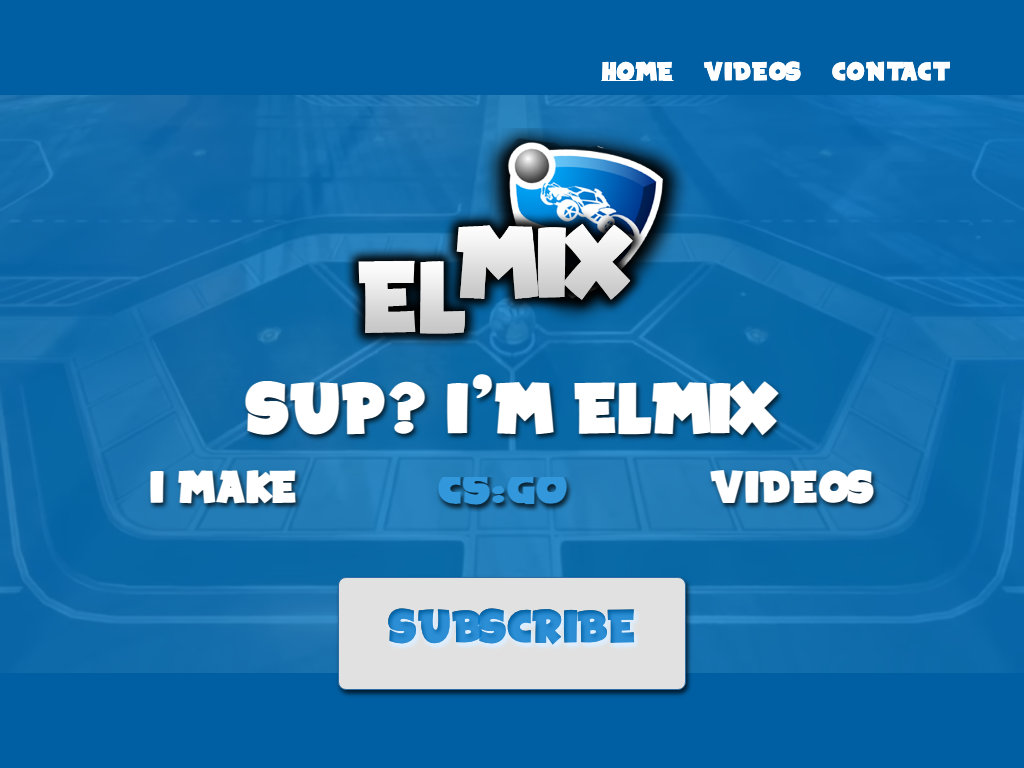 HOME VIDEOS CONTACT
EL MIX
SUP? I'M ELMIX
I MAKE CS:GO VIDEOS
SUBSCRIBE